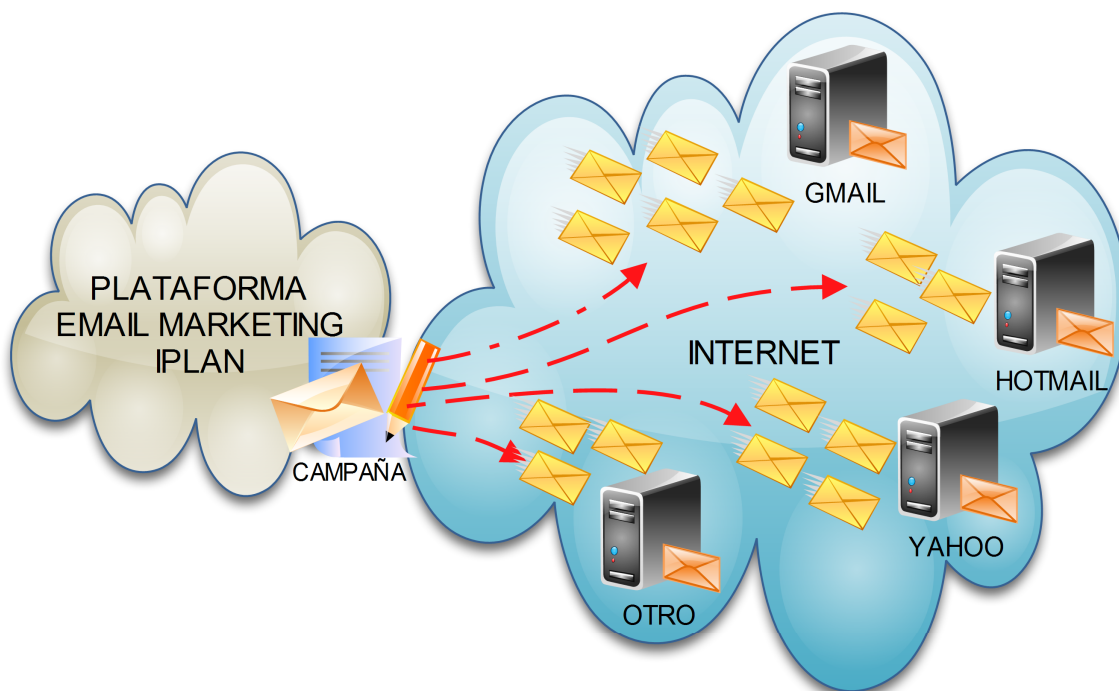 PLATAFORMA
EMAIL MARKETING
IPLAN
CAMPAÑA
INTERNET
GMAIL
HOTMAIL
YAHOO
OTRO